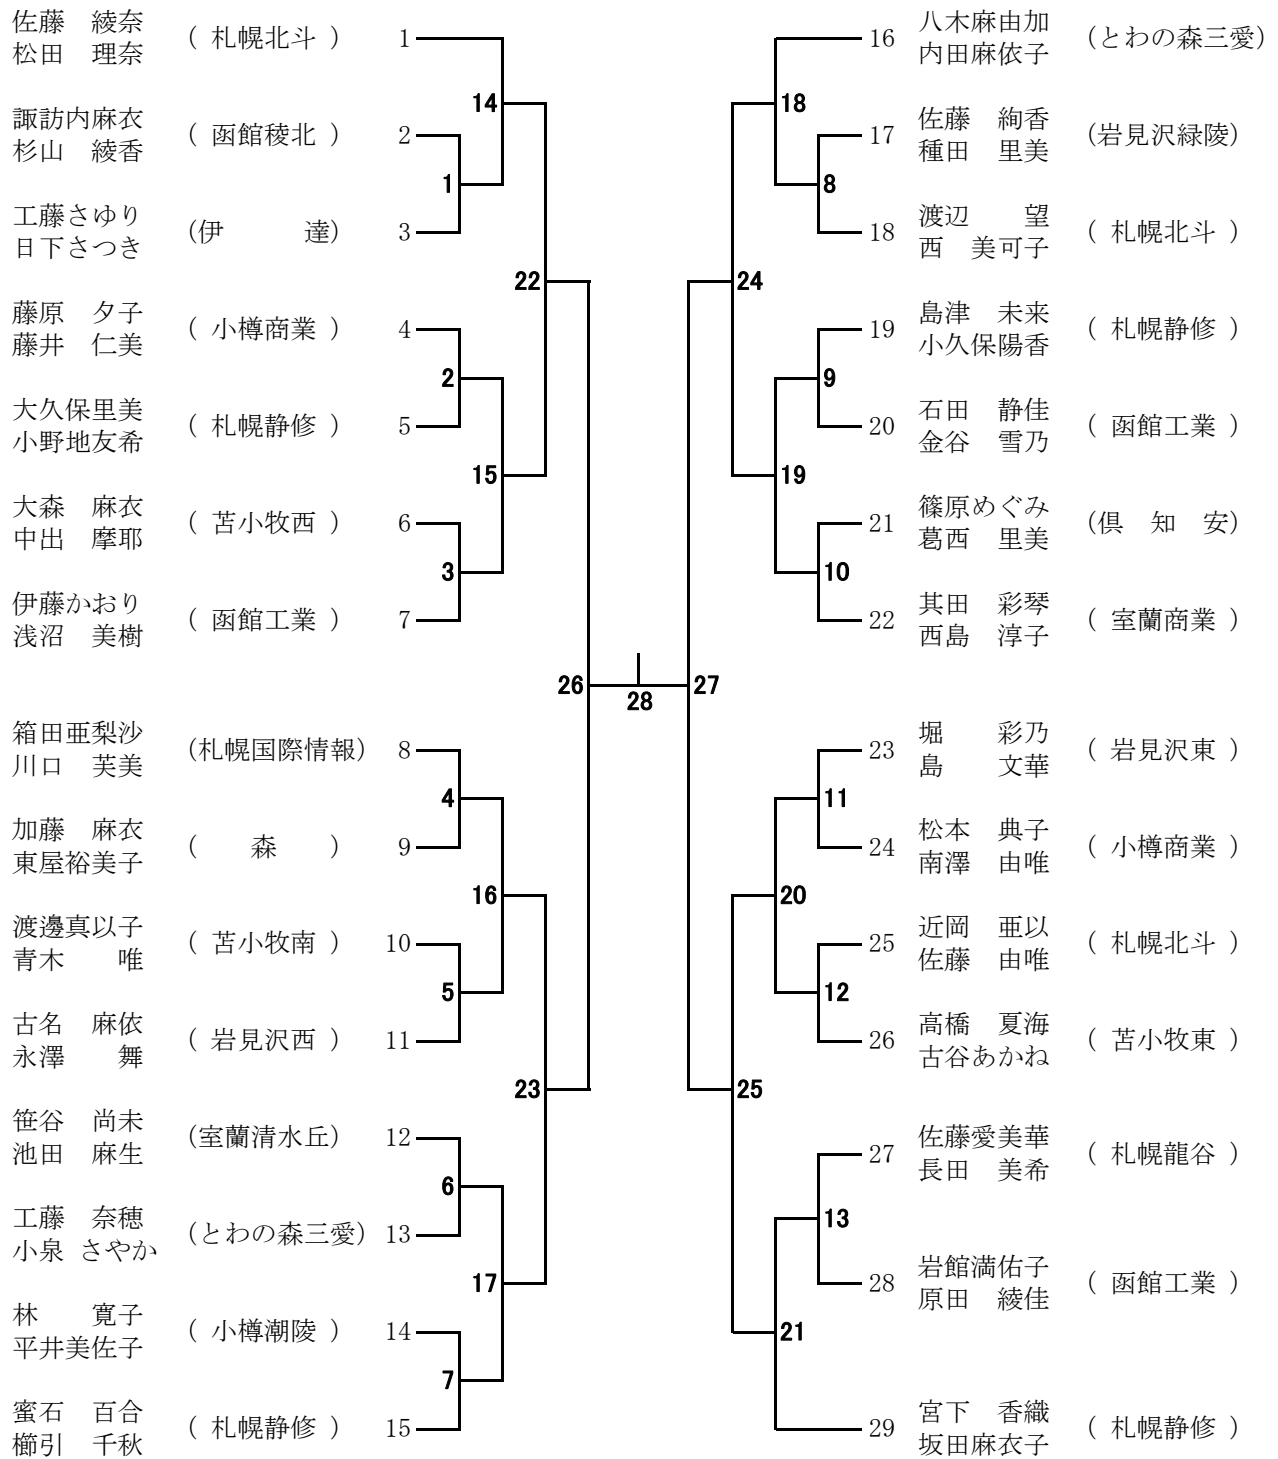 佐藤　綾奈
松田　理奈
( 札幌北斗 )
1
諏訪内麻衣
杉山　綾香
( 函館稜北 )
2
工藤さゆり
日下さつき
(伊　　　達)
3
藤原　夕子
藤井　仁美
( 小樽商業 )
4
大久保里美
小野地友希
( 札幌静修 )
5
大森　麻衣
中出　摩耶
( 苫小牧西 )
6
伊藤かおり
浅沼　美樹
( 函館工業 )
7
箱田亜梨沙
川口　芙美
(札幌国際情報)
8
加藤　麻衣
東屋裕美子
(　　森　　)
9
渡邊真以子
青木　　唯
( 苫小牧南 )
10
古名　麻依
永澤　　舞
( 岩見沢西 )
11
笹谷　尚未
池田　麻生
(室蘭清水丘)
12
工藤　奈穂
小泉 さやか
(とわの森三愛)
13
林　　寛子
平井美佐子
( 小樽潮陵 )
14
蜜石　百合
櫛引　千秋
( 札幌静修 )
15
14
1
22
2
15
3
26
4
16
5
23
6
17
7
28
27
18
8
24
9
19
10
11
20
12
25
13
21
16
八木麻由加
内田麻依子
(とわの森三愛)
17
佐藤　絢香
種田　里美
(岩見沢緑陵)
18
渡辺　　望
西　美可子
( 札幌北斗 )
19
島津　未来
小久保陽香
( 札幌静修 )
20
石田　静佳
金谷　雪乃
( 函館工業 )
21
篠原めぐみ
葛西　里美
(倶　知　安)
22
其田　彩琴
西島　淳子
( 室蘭商業 )
23
堀　　彩乃
島　　文華
( 岩見沢東 )
24
松本　典子
南澤　由唯
( 小樽商業 )
25
近岡　亜以
佐藤　由唯
( 札幌北斗 )
26
高橋　夏海
古谷あかね
( 苫小牧東 )
27
佐藤愛美華
長田　美希
( 札幌龍谷 )
28
岩館満佑子
原田　綾佳
( 函館工業 )
29
宮下　香織
坂田麻衣子
( 札幌静修 )